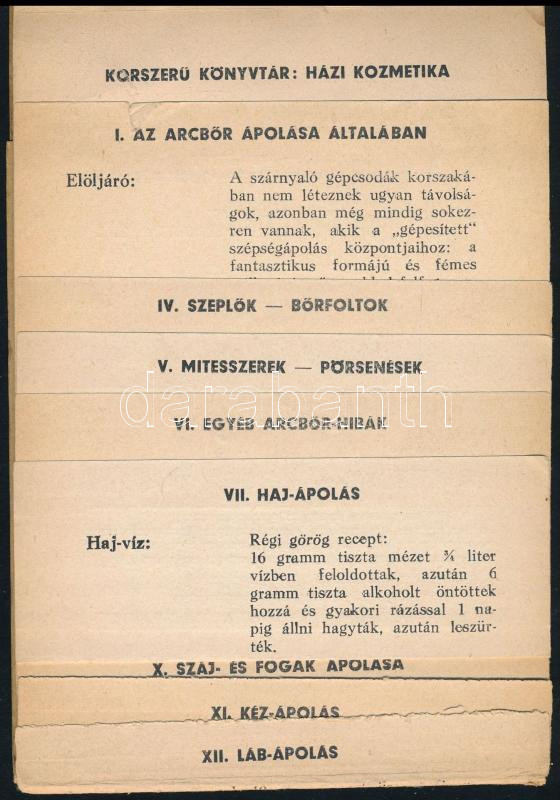 KORSZERŰ KÖNYVTÁR: HÁZI KOZMETIKA
I. AZ ARCBŐR ÁPOLÁSA ÁLTALÁBAN
Elöljáró:
A szárnyaló gépcsodák korszaká-
ban nem léteznek ugyan távolsá-
gok, azonban még mindig sokez-
ren vannak, akik a „gépesített"
szépségápolás központjaihoz: a
fantasztikus formájú és fémes
IV. SZEPLŐK — BŐRFOLTOK
V. MITESSZEREK — PÖRSENÉSEK
darabanth
VI. EGYÉB ARCBŐR-HIBÁK
VII. HAJ-ÁPOLÁS
Haj-víz:
Régi görög recept:
16 gramm tiszta mézet ¾ liter
vízben feloldottak, azután 6
gramm tiszta alkoholt öntöttek
hozzá és gyakori rázással 1 na-
pig állni hagyták, azután leszür-
ték.
X. SZÁJ- ÉS FOGAK ÁPOLÁSA
XI. KÉZ-ÁPOLÁS
XII. LÁB-ÁPOLÁS